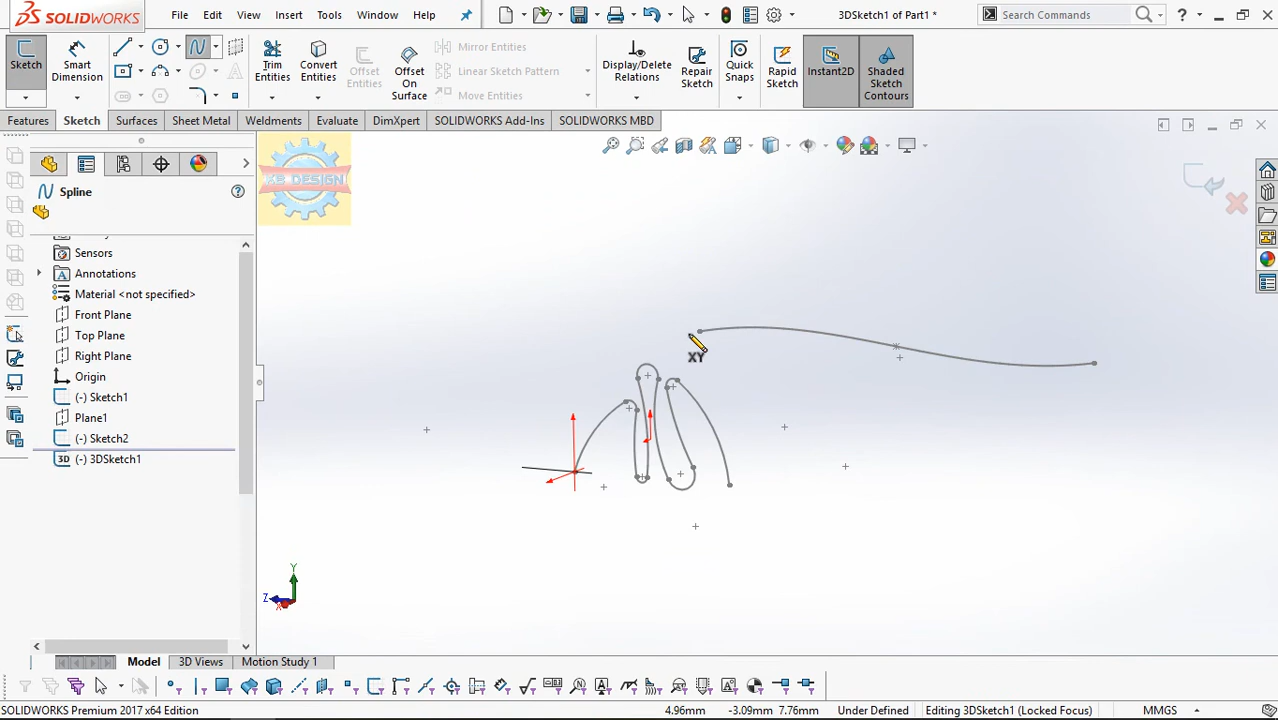 SOLIDWORKS
File Edit View Insert Tools Window Help
3DSketch1 of Part1 *
Search Commands
?
Sketch
Smart Dimension
Trim Entities
Convert Entities
Offset Entities
Offset On Surface
Mirror Entities
Linear Sketch Pattern
Move Entities
Display/Delete Relations
Repair Sketch
Quick Snaps
Rapid Sketch
Instant2D
Shaded Sketch Contours
Features Sketch Surfaces Sheet Metal Weldments Evaluate DimXpert SOLIDWORKS Add-Ins SOLIDWORKS MBD
KB DESIGN
Spline
Sensors
Annotations
Material <not specified>
Front Plane
Top Plane
Right Plane
Origin
(-) Sketch1
Plane1
(-) Sketch2
3D (-) 3DSketch1
XY
Y
Z
X
Model 3D Views Motion Study 1
SOLIDWORKS Premium 2017 x64 Edition
4.96mm -3.09mm 7.76mm Under Defined Editing 3DSketch1 (Locked Focus) MMGS